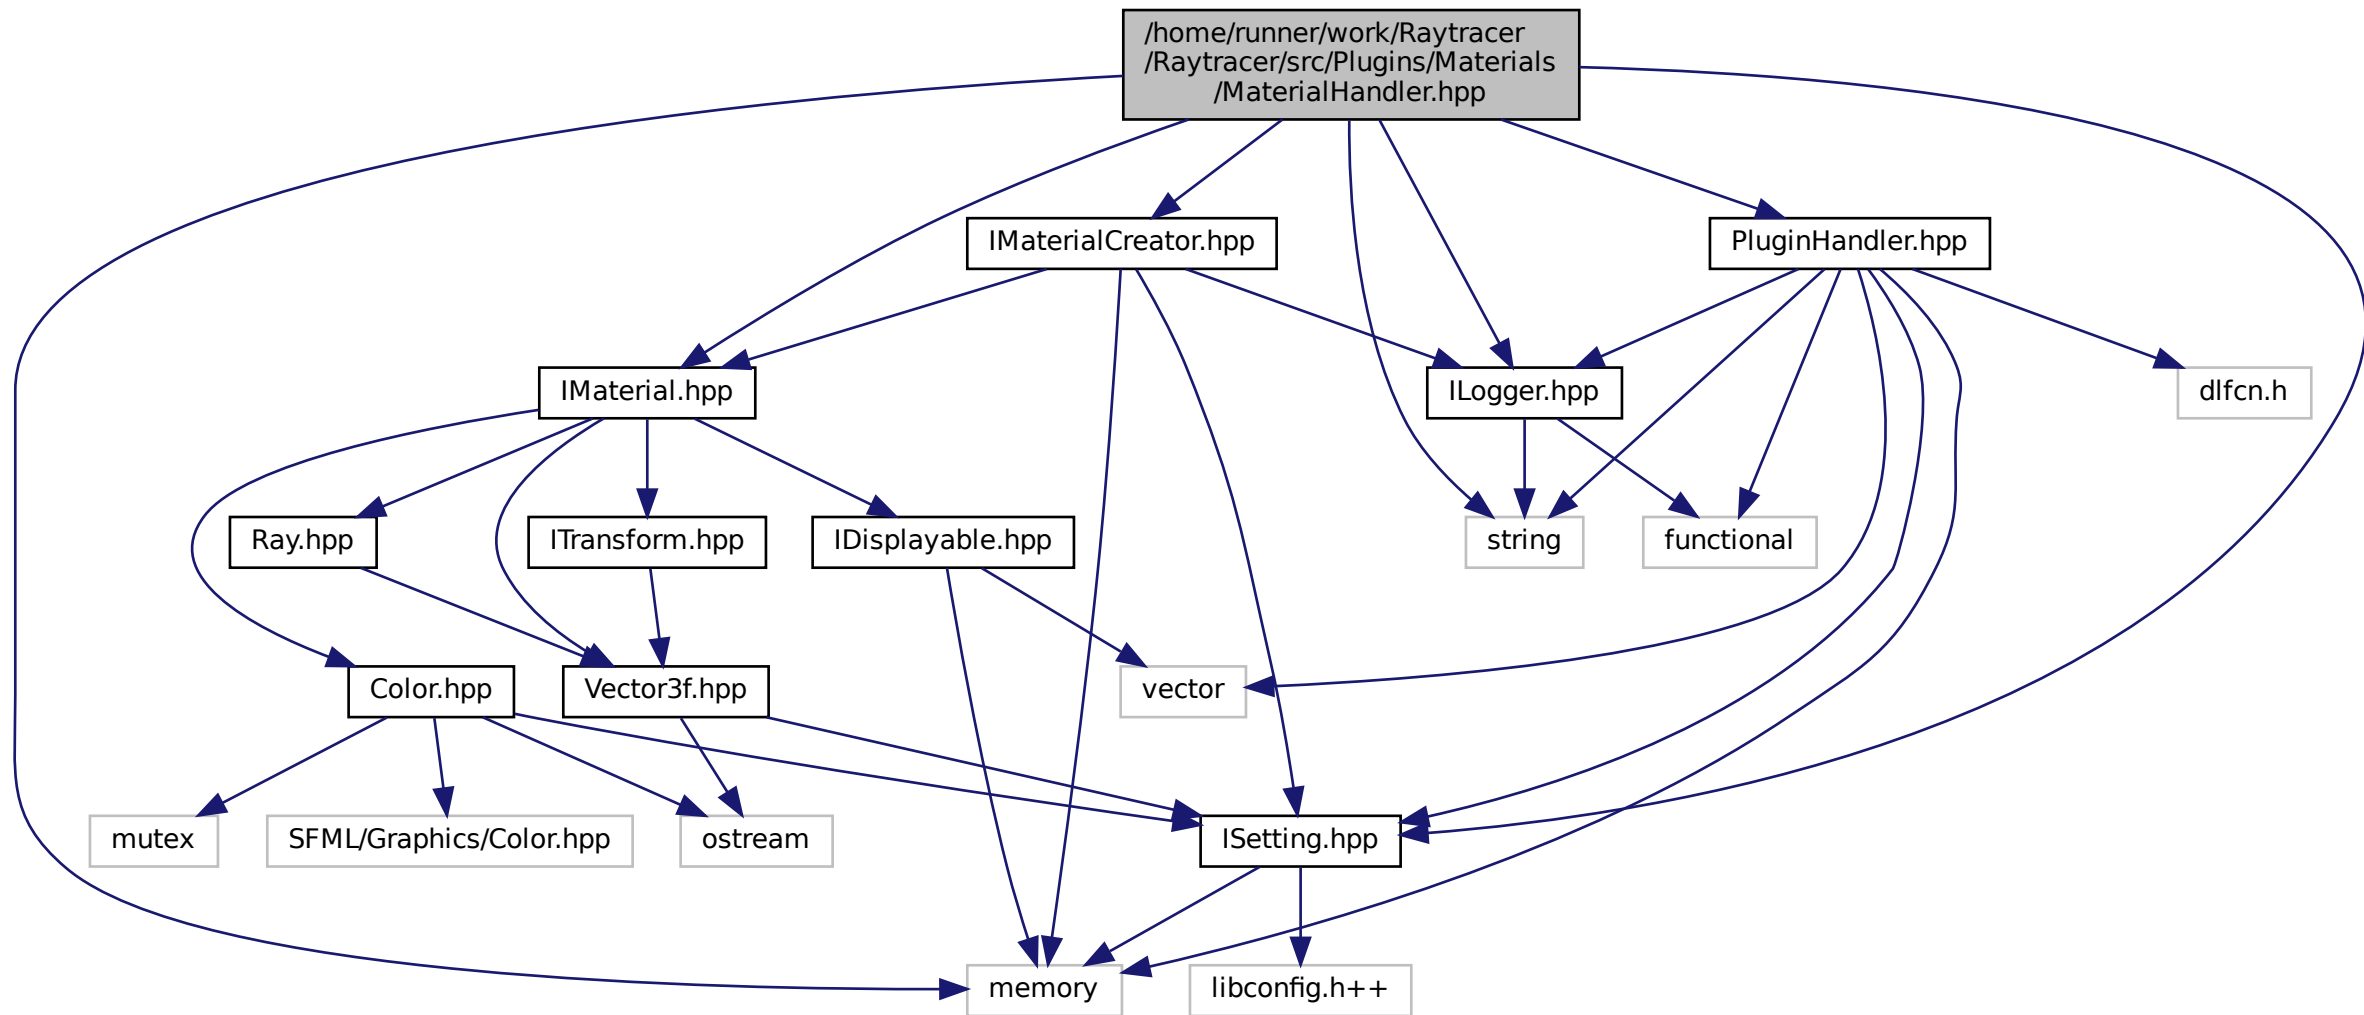 /home/runner/work/Raytracer
/Raytracer/src/Plugins/Materials
/MaterialHandler.hpp
IMaterialCreator.hpp
PluginHandler.hpp
IMaterial.hpp
ILogger.hpp
dlfcn.h
Ray.hpp
ITransform.hpp
IDisplayable.hpp
string
functional
Color.hpp
Vector3f.hpp
vector
mutex
SFML/Graphics/Color.hpp
ostream
ISetting.hpp
memory
libconfig.h++